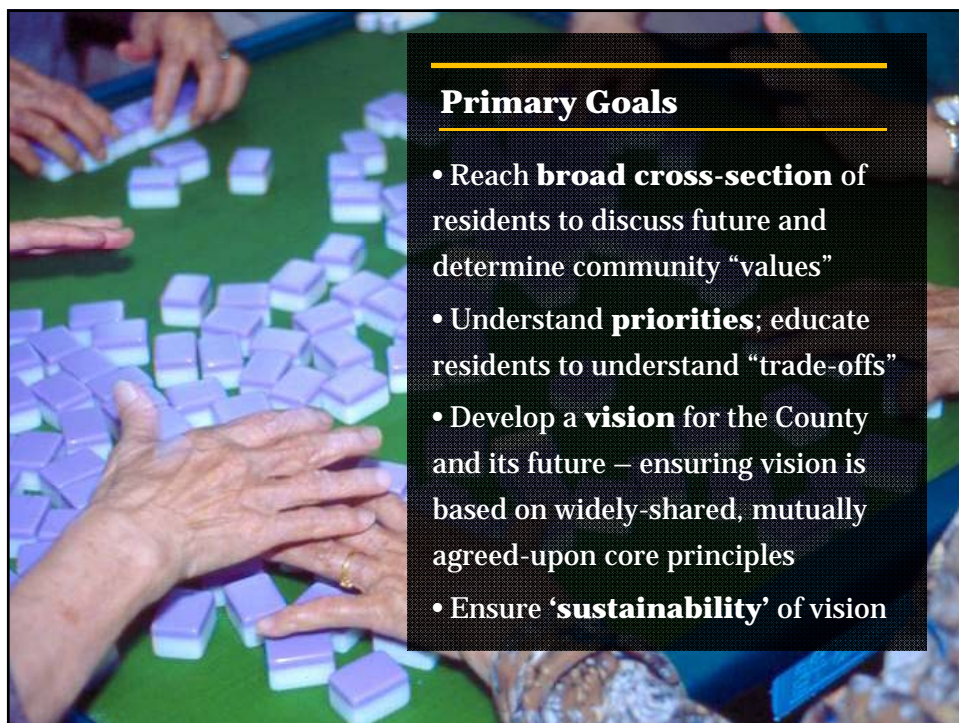 Primary Goals
• Reach broad cross-section of
residents to discuss future and
determine community “values”
• Understand priorities; educate
residents to understand “trade-offs”
• Develop a vision for the County
and its future – ensuring vision is
based on widely-shared, mutually
agreed-upon core principles
• Ensure ‘sustainability’ of vision